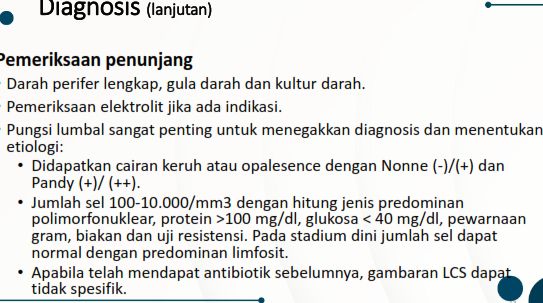 Diagnosis (lanjutan)
Pemeriksaan penunjang
Darah perifer lengkap, gula darah dan kultur darah.
Pemeriksaan elektrolit jika ada indikasi.
Pungsi lumbal sangat penting untuk menegakkan diagnosis dan menentukan
etiologi:
• Didapatkan cairan keruh atau opalesence dengan Nonne (-)/(+) dan
Pandy (+)/ (++).
• Jumlah sel 100-10.000/mm3 dengan hitung jenis predominan
polimorfonuklear, protein >100 mg/dl, glukosa < 40 mg/dl, pewarnaan
gram, biakan dan uji resistensi. Pada stadium dini jumlah sel dapat
normal dengan predominan limfosit.
• Apabila telah mendapat antibiotik sebelumnya, gambaran LCS dapat
tidak spesifik.